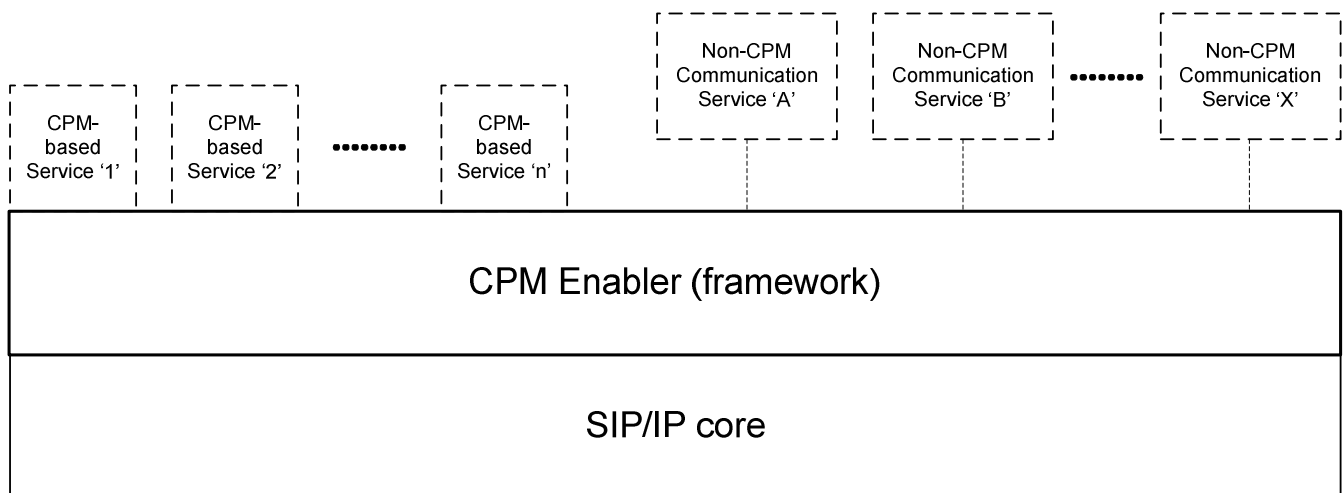 Non-CPM
Communication
Service ‘A’
Non-CPM
Communication
Service ‘B’
Non-CPM
Communication
Service ‘X’
CPM-
based
Service ‘1’
CPM-
based
Service ‘2’
CPM-
based
Service ‘n’
CPM Enabler (framework)
SIP/IP core